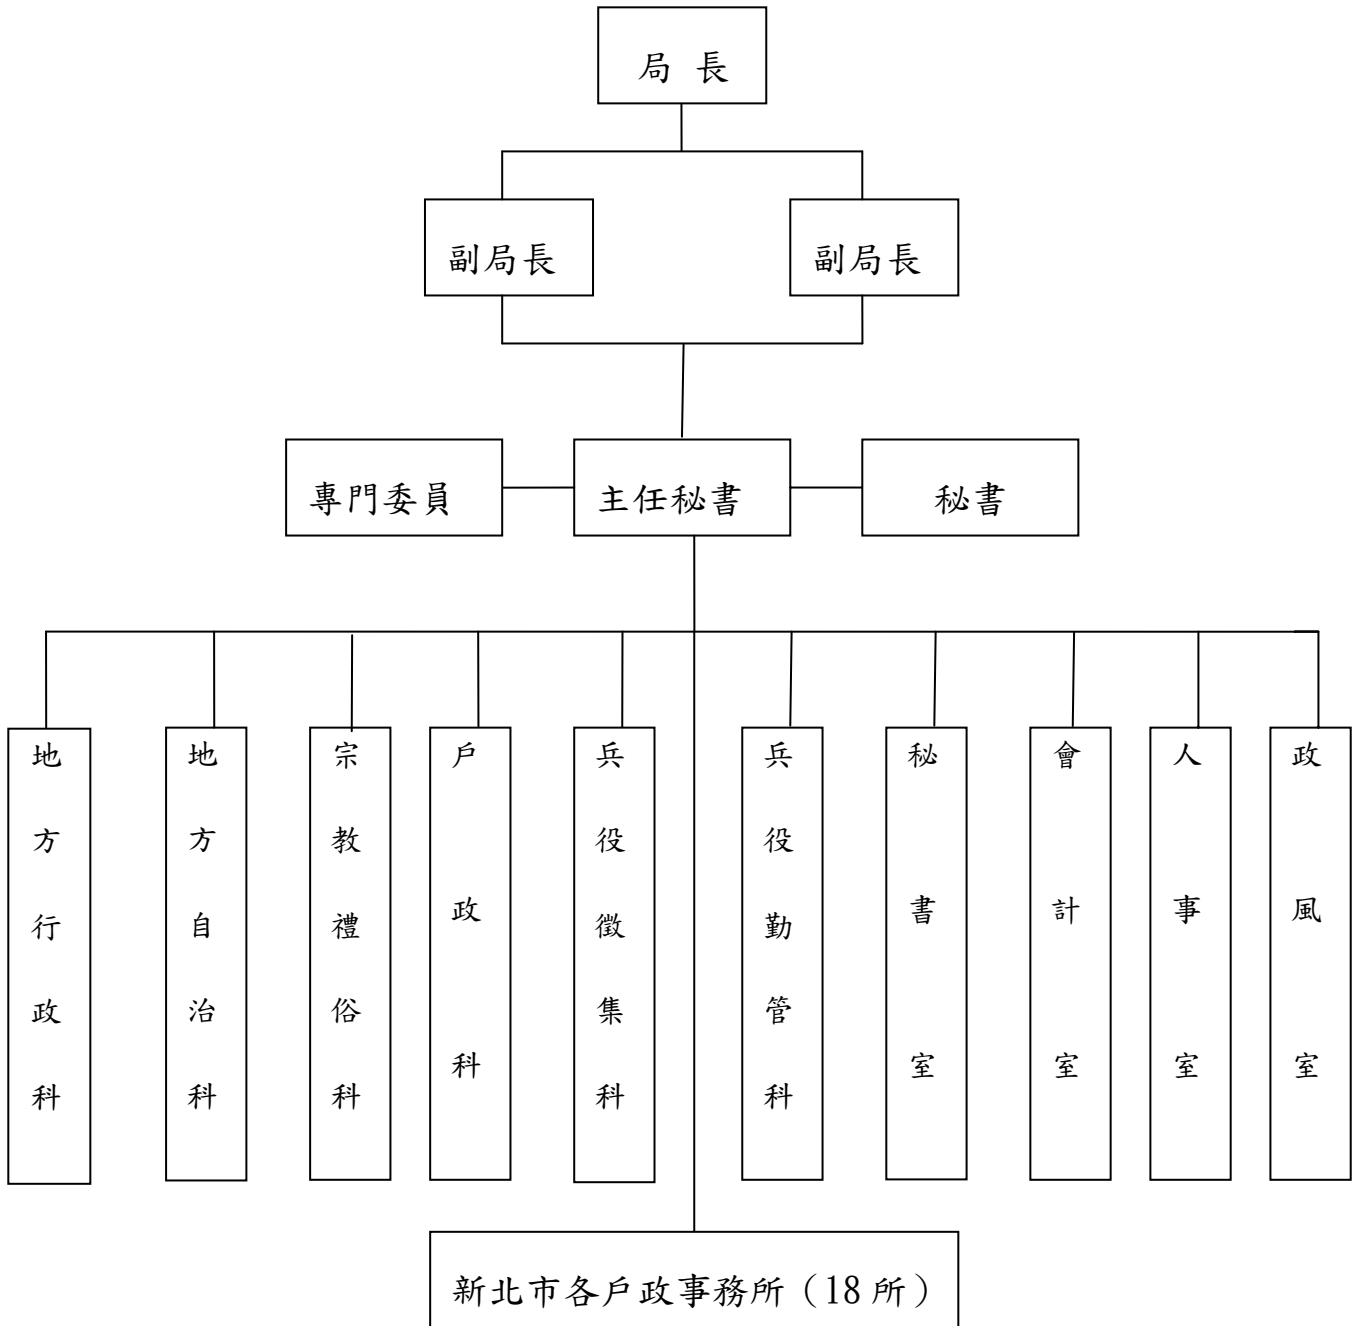 局 長
副局長
副局長
專門委員
主任秘書
秘書
地方行政科
地方自治科
宗教禮俗科
戶政科
兵役徵集科
兵役勤管科
秘書室
會計室
人事室
政風室
新北市各戶政事務所（18 所）